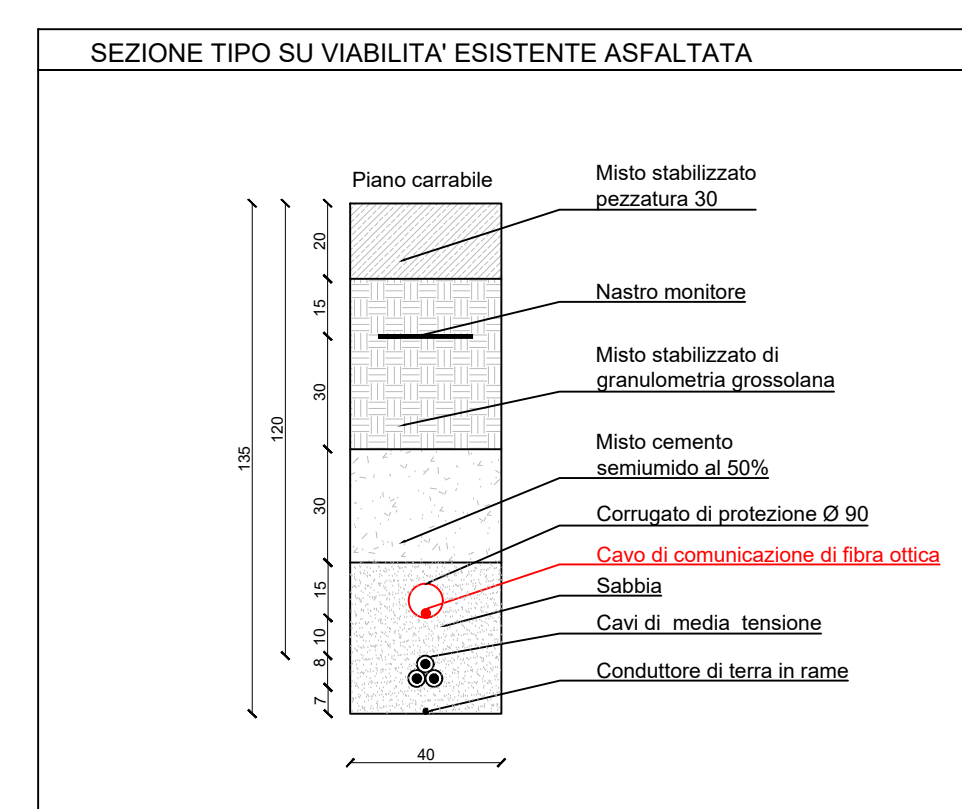 SEZIONE TIPO SU VIABILITA' ESISTENTE ASFALTATA
Piano carrabile
Misto stabilizzato
pezzatura 30
Nastro monitore
Misto stabilizzato di
granulometria grossolana
Misto cemento
semiumido al 50%
Corrugato di protezione Ø 90
Cavo di comunicazione di fibra ottica
Sabbia
Cavi di media tensione
Conduttore di terra in rame
135
120
20
15
30
30
15
10
8
7
40